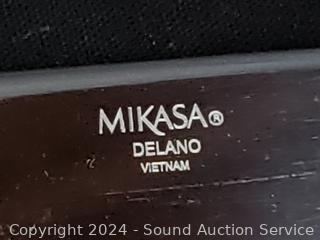 MIKASA®
DELANO
VIETNAM
Copyright 2024 - Sound Auction Service